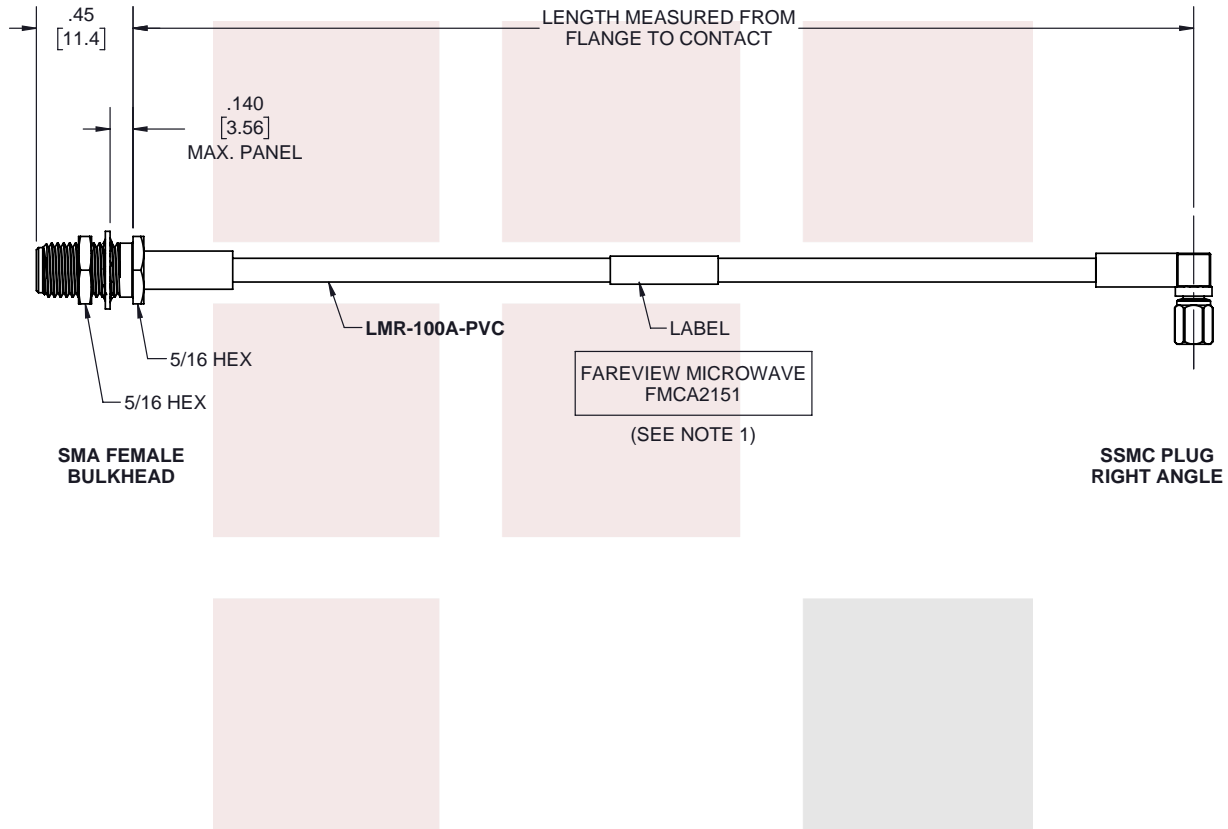 .45
[11.4]
LENGTH MEASURED FROM
FLANGE TO CONTACT
.140
[3.56]
MAX. PANEL
LMR-100A-PVC
LABEL
5/16 HEX
5/16 HEX
FAREVIEW MICROWAVE
FMCA2151
(SEE NOTE 1)
SMA FEMALE
BULKHEAD
SSMC PLUG
RIGHT ANGLE